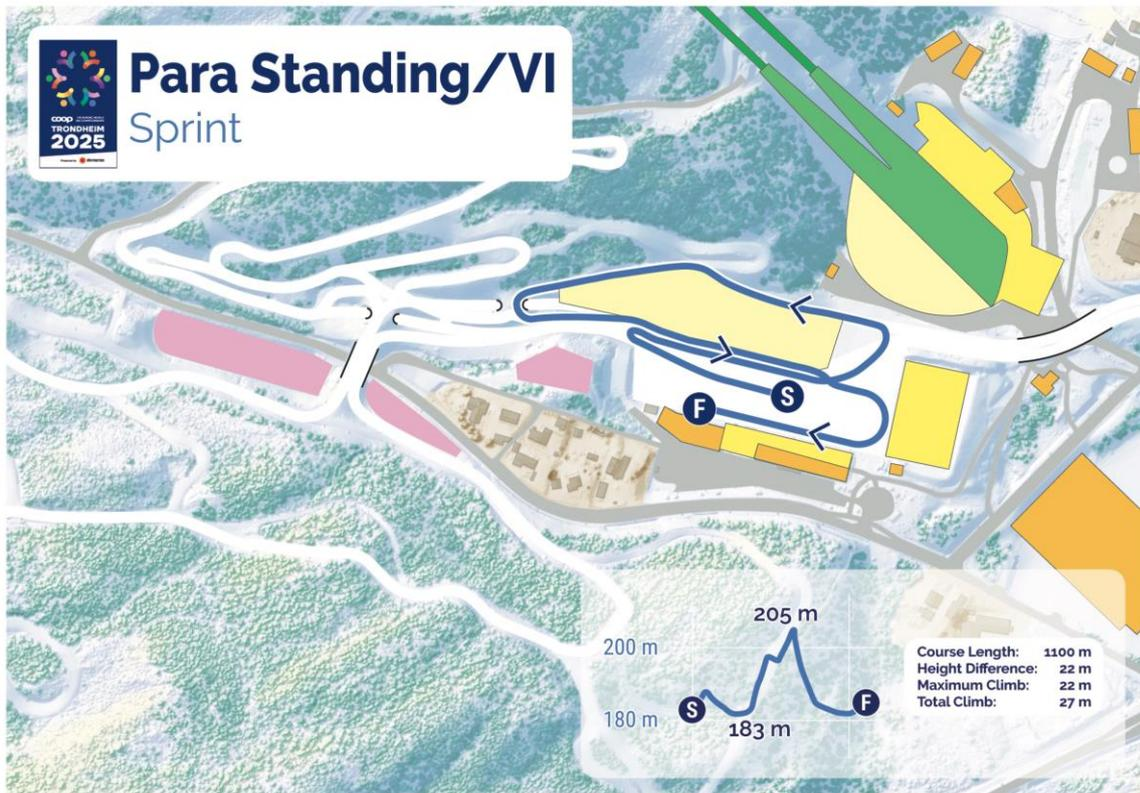 Para Standing/VI
Sprint
coop
TRONDHEIM
2025
S
F
205 m
200 m
180 m
S
183 m
F
Course Length: 1100 m
Height Difference: 22 m
Maximum Climb: 22 m
Total Climb: 27 m